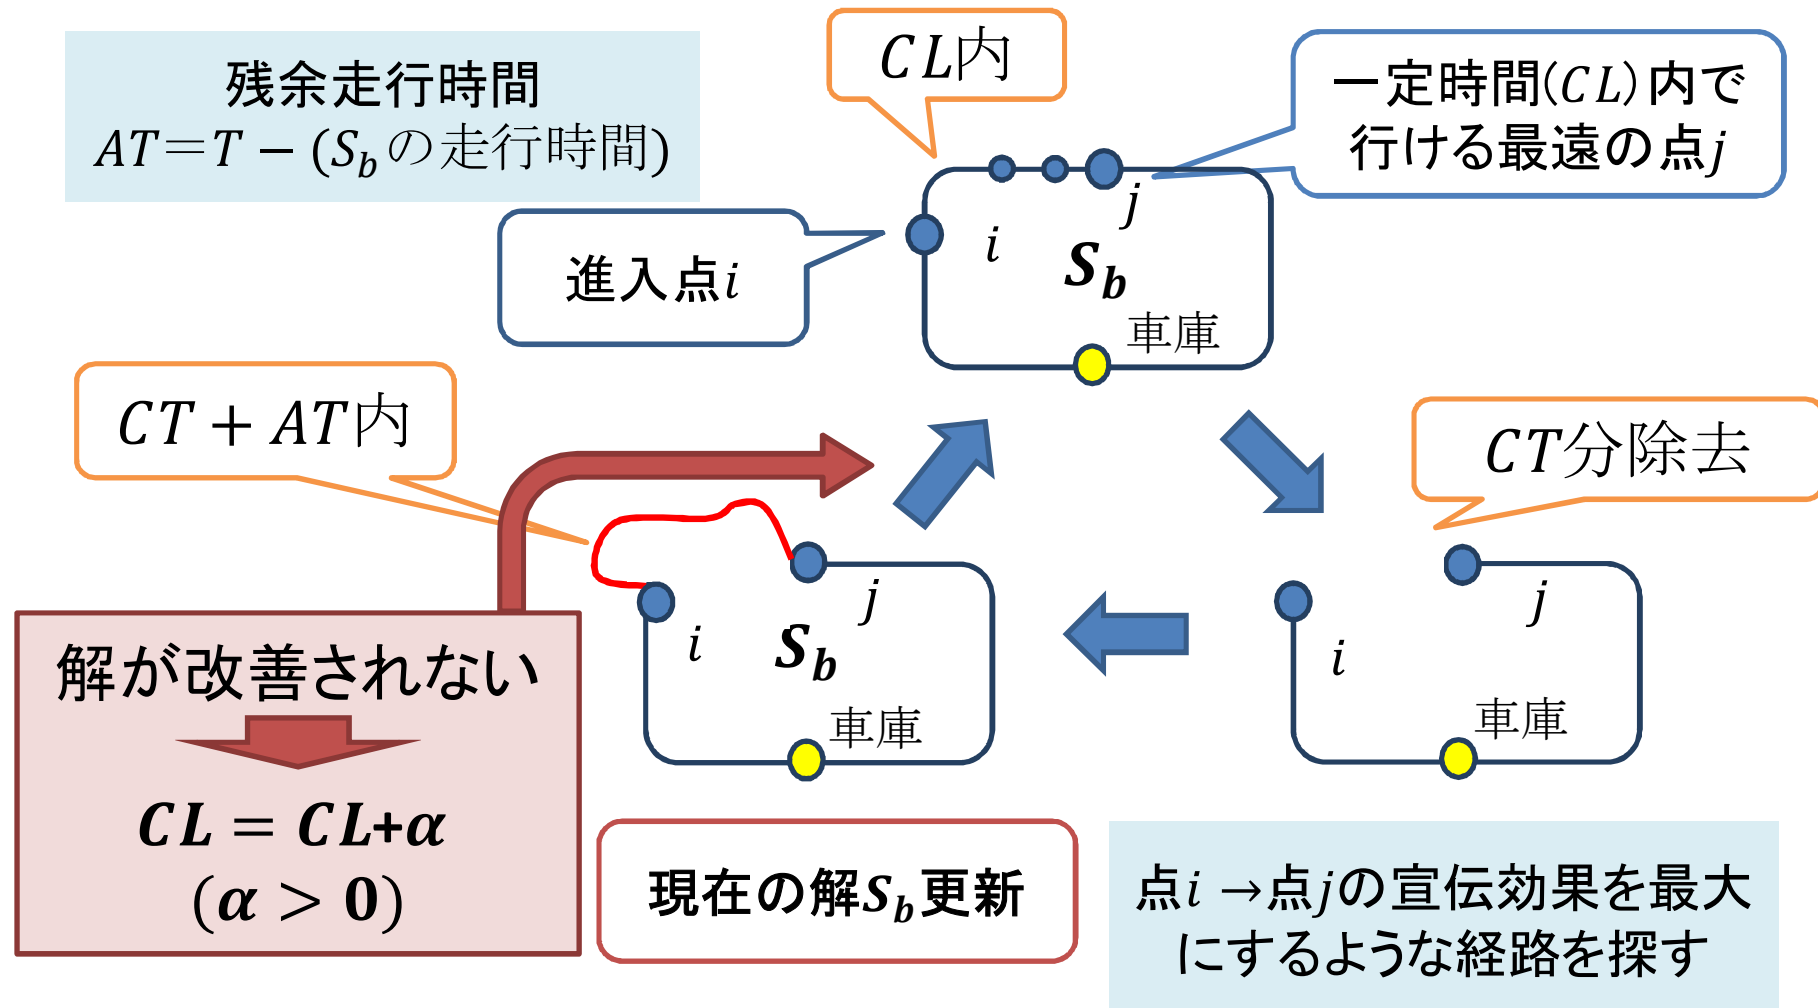 残余走行時間
AT=T－(S_bの走行時間)
CL内
一定時間(CL)内で
行ける最遠の点j
進入点i
j
i
S_b
車庫
CT + AT内
CT分除去
j
i
S_b
車庫
j
i
車庫
解が改善されない
CL = CL+α
(α > 0)
現在の解S_b更新
点i→点jの宣伝効果を最大
にするような経路を探す